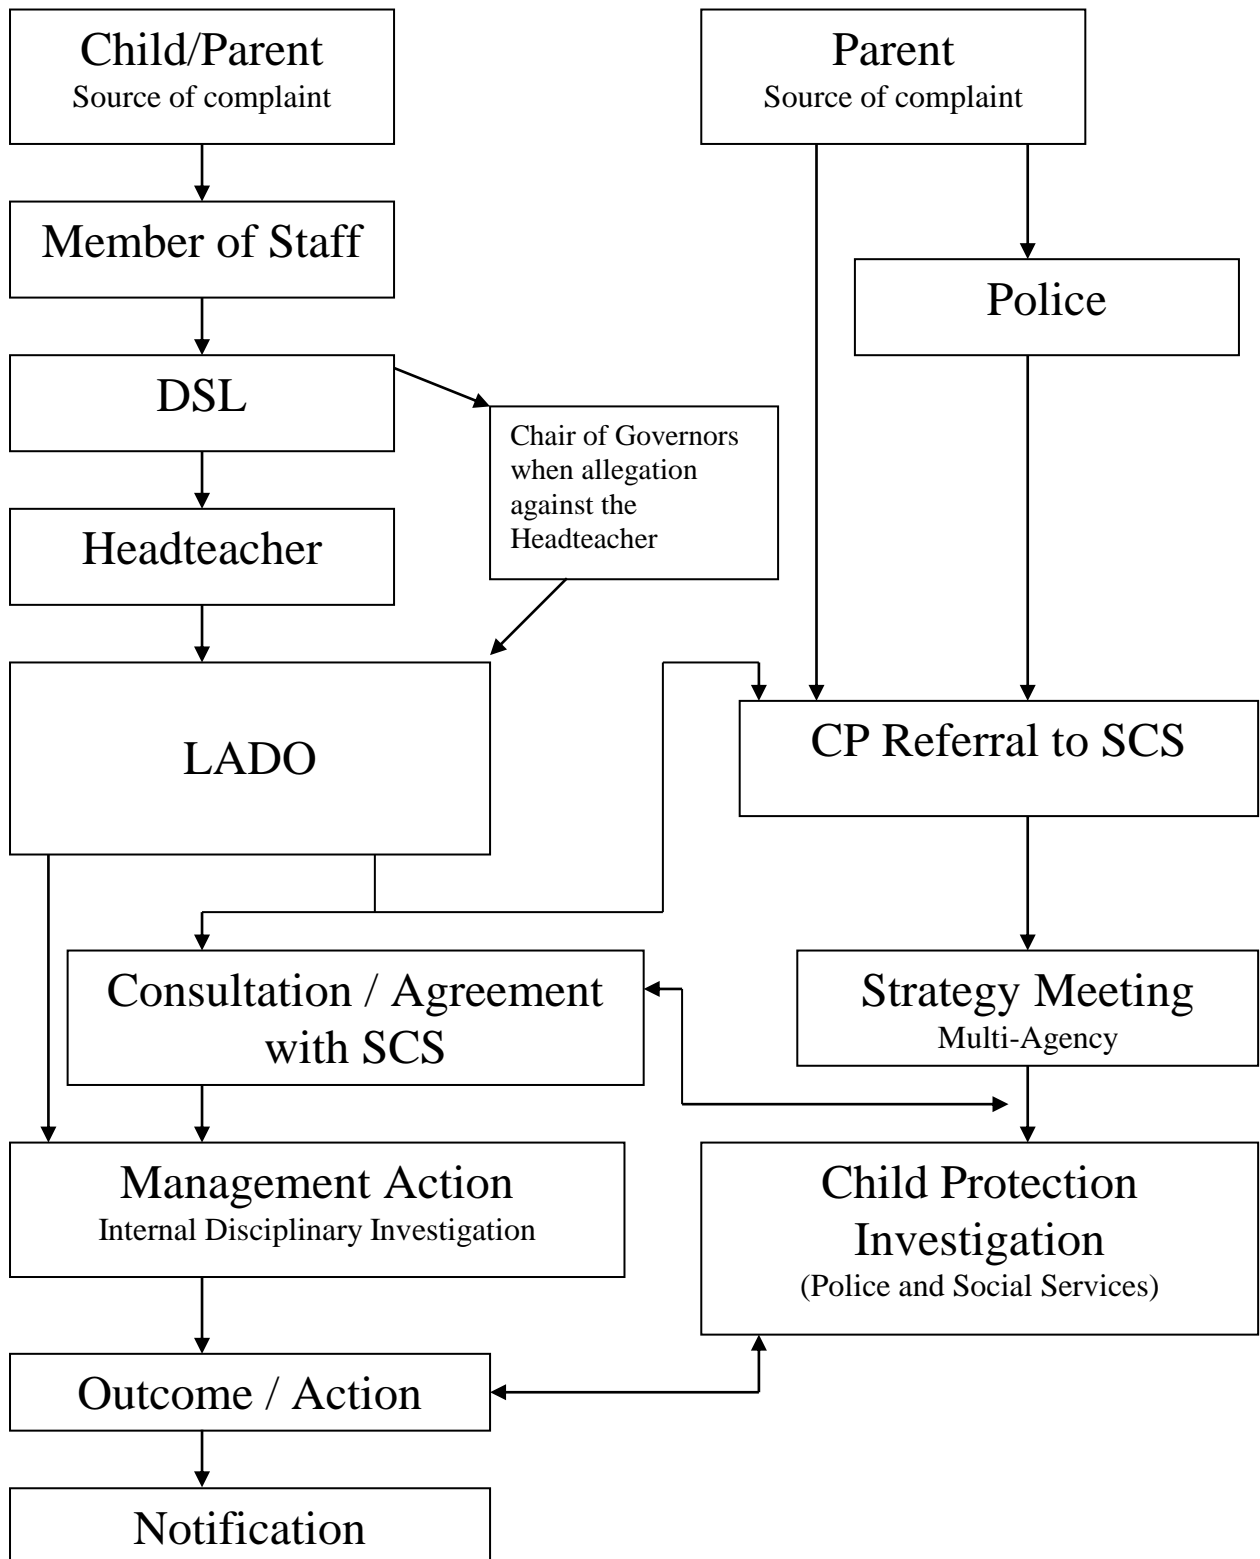 Child/Parent
Source of complaint
Parent
Source of complaint
Member of Staff
Police
DSL
Chair of Governors
when allegation
against the
Headteacher
Headteacher
LADO
CP Referral to SCS
Consultation / Agreement
with SCS
Strategy Meeting
Multi-Agency
Management Action
Internal Disciplinary Investigation
Child Protection
Investigation
(Police and Social Services)
Outcome / Action
Notification